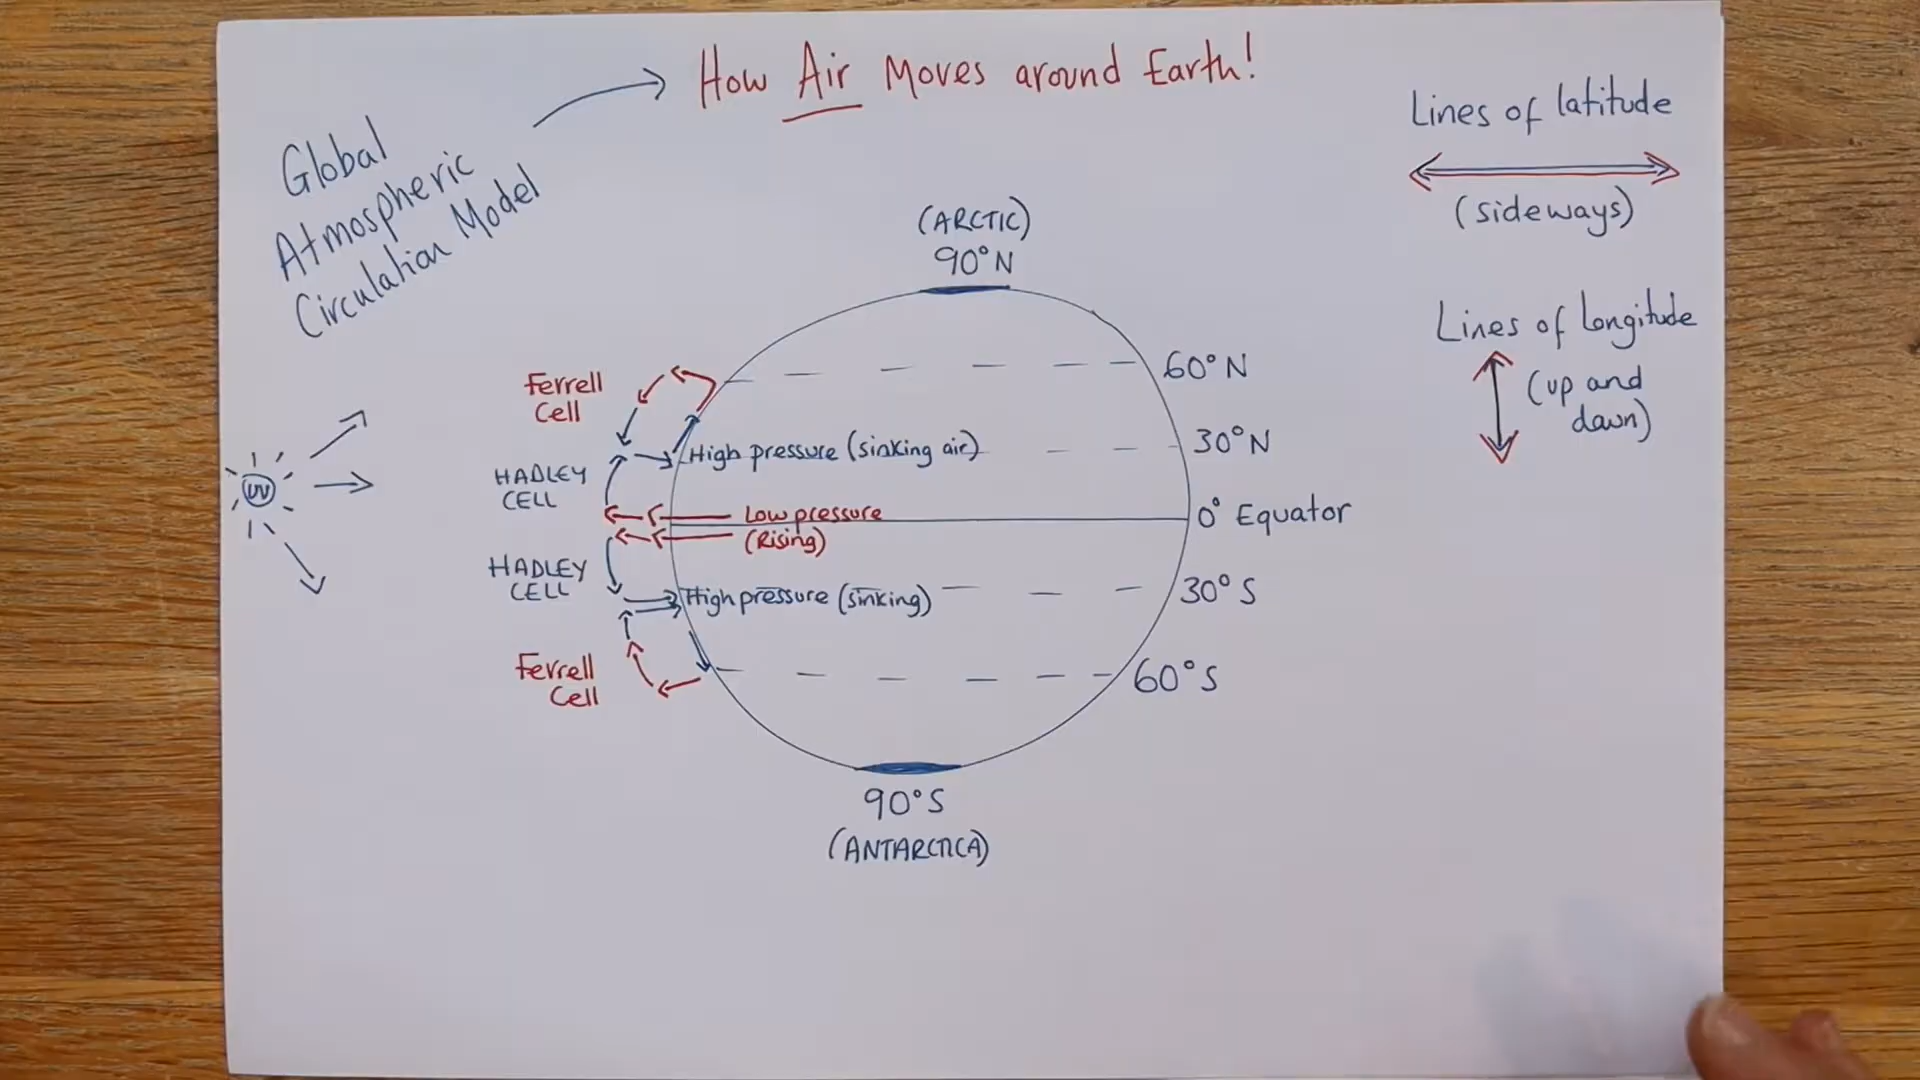 How Air Moves around Earth!
Global
Atmospheric
Circulation Model
Lines of latitude
(sideways)
Lines of longitude
(up and
down)
(ARCTIC)
90°N
60°N
Ferrell
Cell
High pressure (sinking air)
30°N
HADLEY
CELL
UV
Low pressure
(Rising)
0° Equator
HADLEY
CELL
High pressure (sinking)
30°S
Ferrell
Cell
60°S
90°S
(ANTARCTICA)